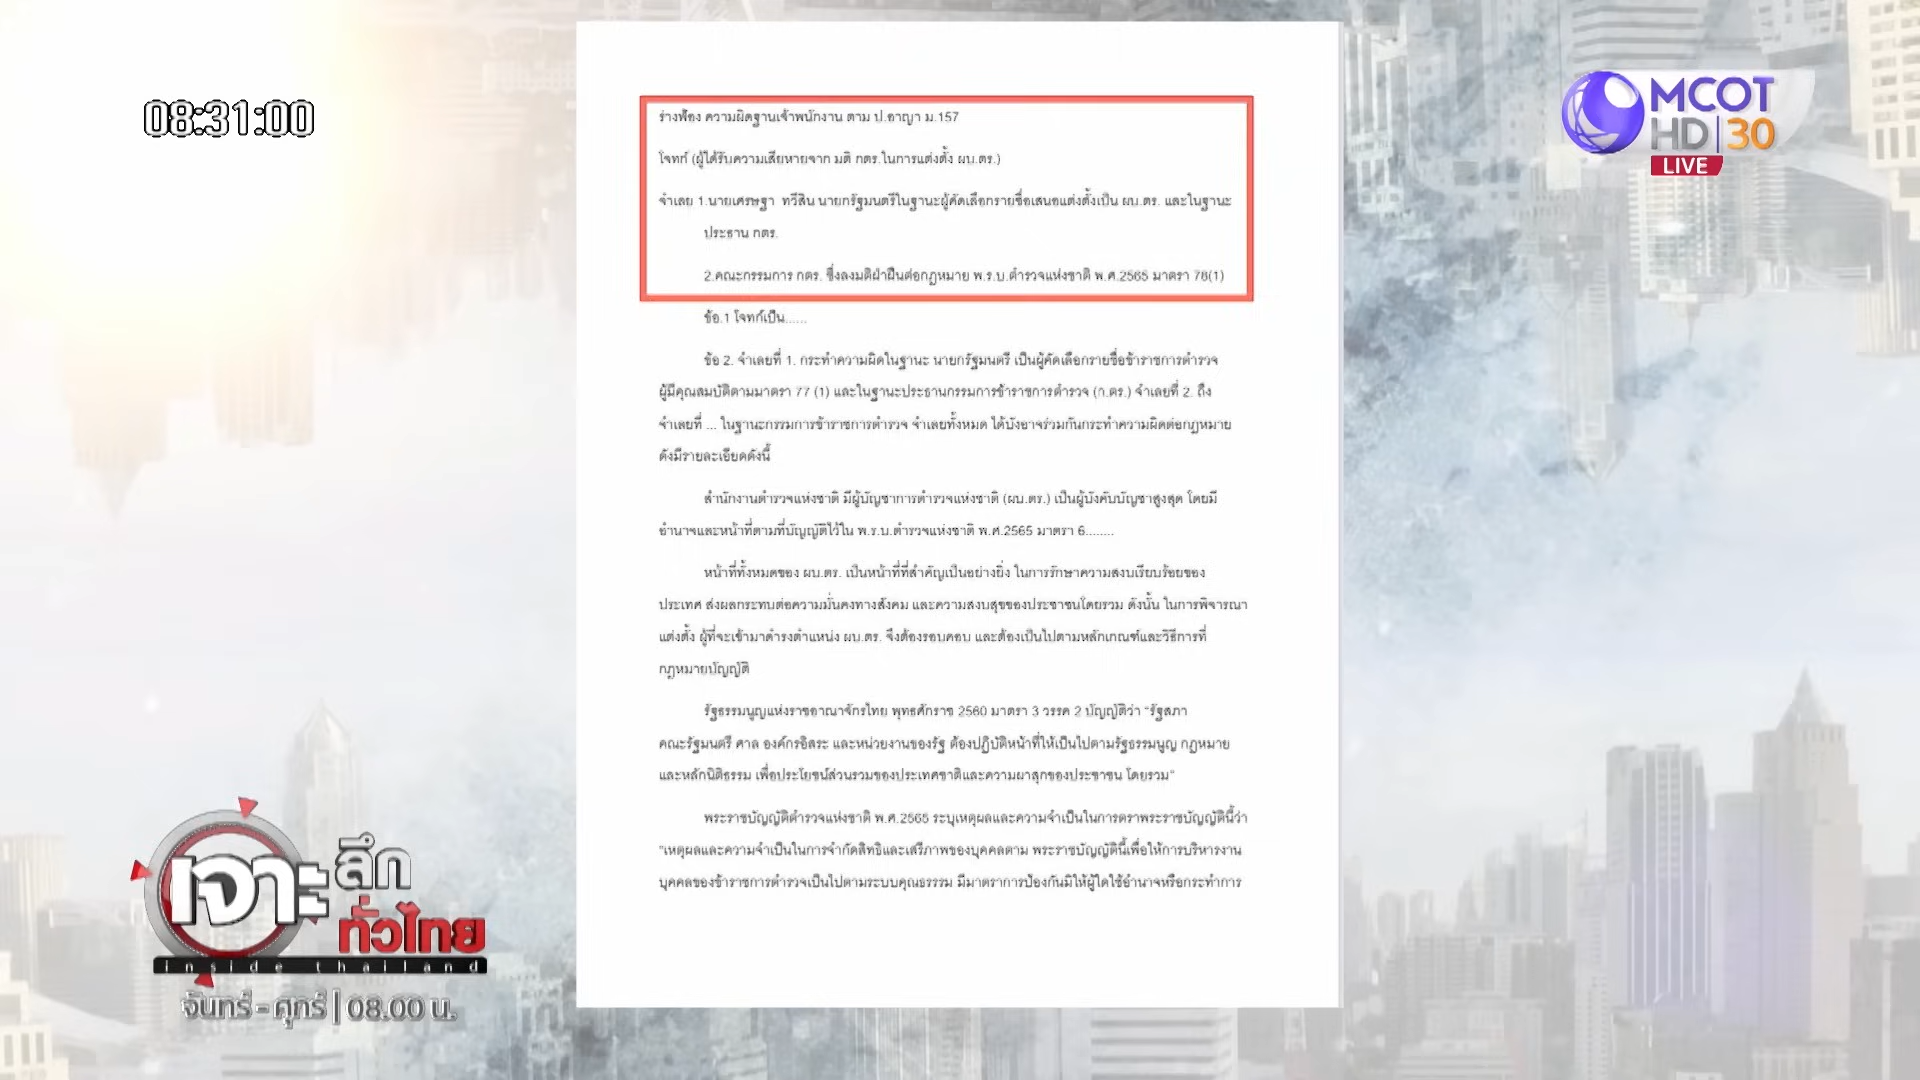 08:31:00
MCOT
HD 30
LIVE
ร่างฟ้อง ความผิดฐานเจ้าพนักงาน ตาม ป.อาญา ม.157
โจทก์ (ผู้ได้รับความเสียหายจาก มติ กตร.ในการแต่งตั้ง ผบ.ตร.)
จำเลย 1.นายเศรษฐา ทวีสิน นายกรัฐมนตรีในฐานะผู้คัดเลือกรายชื่อเสนอแต่งตั้งเป็น ผบ.ตร. และในฐานะ
ประธาน กตร.
2.คณะกรรมการ กตร. ซึ่งลงมติฝ่าฝืนต่อกฎหมาย พ.ร.บ.ตำรวจแห่งชาติ พ.ศ.2565 มาตรา 78(1)
ข้อ.1 โจทก์เป็น......
ข้อ 2. จำเลยที่ 1. กระทำความผิดในฐานะ นายกรัฐมนตรี เป็นผู้คัดเลือกรายชื่อข้าราชการตำรวจ
ผู้มีคุณสมบัติตามมาตรา 77 (1) และในฐานะประธานกรรมการข้าราชการตำรวจ (ก.ตร.) จำเลยที่ 2. ถึง
จำเลยที่ ... ในฐานะกรรมการข้าราชการตำรวจ จำเลยทั้งหมด ได้บังอาจร่วมกันกระทำความผิดต่อกฎหมาย
ดังมีรายละเอียดดังนี้
สำนักงานตำรวจแห่งชาติ มีผู้บัญชาการตำรวจแห่งชาติ (ผบ.ตร.) เป็นผู้บังคับบัญชาสูงสุด โดยมี
อำนาจและหน้าที่ตามที่บัญญัติไว้ใน พ.ร.บ.ตำรวจแห่งชาติ พ.ศ.2565 มาตรา 6........
หน้าที่ทั้งหมดของ ผบ.ตร. เป็นหน้าที่ที่สำคัญเป็นอย่างยิ่ง ในการรักษาความสงบเรียบร้อยของ
ประเทศ ส่งผลกระทบต่อความมั่นคงทางสังคม และความสงบสุขของประชาชนโดยรวม ดังนั้น ในการพิจารณา
แต่งตั้ง ผู้ที่จะเข้ามาดำรงตำแหน่ง ผบ.ตร. จึงต้องรอบคอบ และต้องเป็นไปตามหลักเกณฑ์และวิธีการที่
กฎหมายบัญญัติ
รัฐธรรมนูญแห่งราชอาณาจักรไทย พุทธศักราช 2560 มาตรา 3 วรรค 2 บัญญัติว่า "รัฐสภา
คณะรัฐมนตรี ศาล องค์กรอิสระ และหน่วยงานของรัฐ ต้องปฏิบัติหน้าที่ให้เป็นไปตามรัฐธรรมนูญ กฎหมาย
และหลักนิติธรรม เพื่อประโยชน์ส่วนรวมของประเทศชาติและความผาสุกของประชาชน โดยรวม"
พระราชบัญญัติตำรวจแห่งชาติ พ.ศ.2565 ระบุเหตุผลและความจำเป็นในการตราพระราชบัญญัตินี้ว่า
"เหตุผลและความจำเป็นในการจำกัดสิทธิและเสรีภาพของบุคคลตาม พระราชบัญญัตินี้เพื่อให้การบริหารงาน
บุคคลของข้าราชการตำรวจเป็นไปตามระบบคุณธรรรม มีมาตราการป้องกันมิให้ผู้ใดใช้อำนาจหรือกระทำการ
เจาะลึก
ทั่วไทย
inside thailand
จันทร์ - ศุกร์ | 08.00 น.